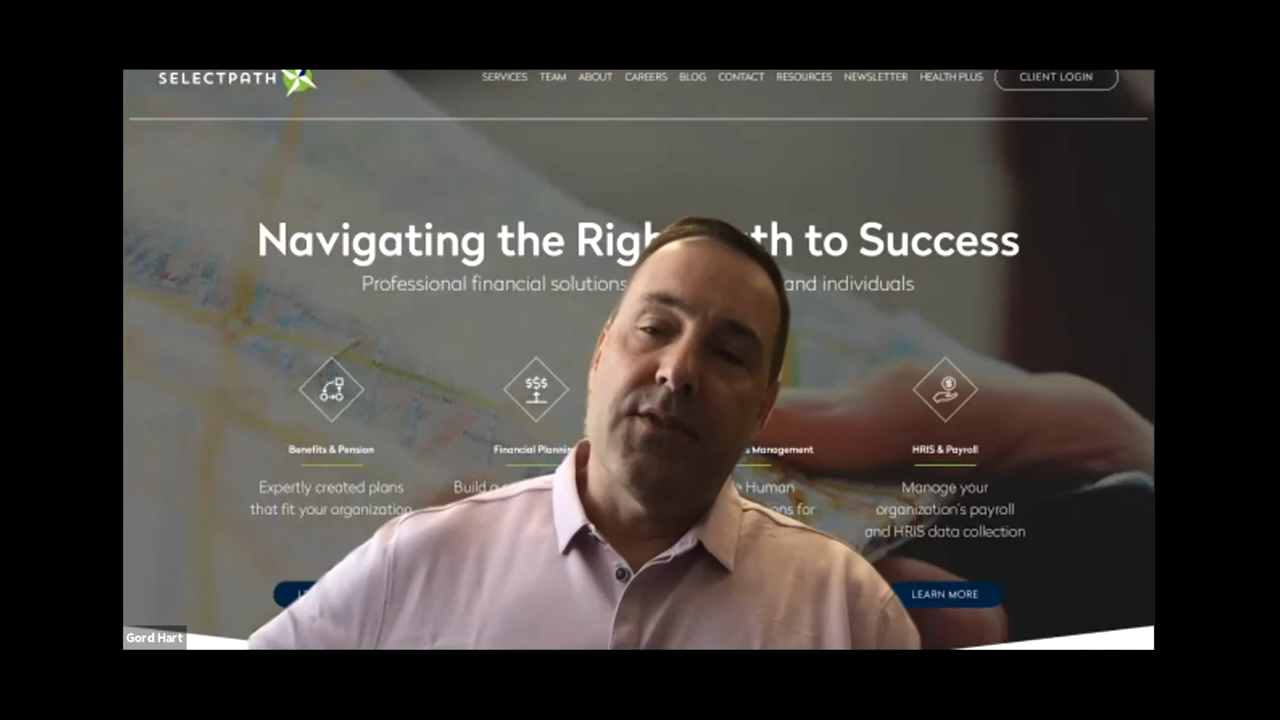 SELECTPATH
SERVICES TEAM ABOUT CAREERS BLOG CONTACT RESOURCES NEWSLETTER HEALTH PLUS CLIENT LOGIN
Navigating the Righ th to Success
Professional financial solutions and individuals
Benefits & Pension
Expertly created plans
that fit your organization
Financial Plannin
Build
Management
Human
for
HRIS & Payroll
Manage your
organization's payroll
and HRIS data collection
LEARN MORE
Gord Hart